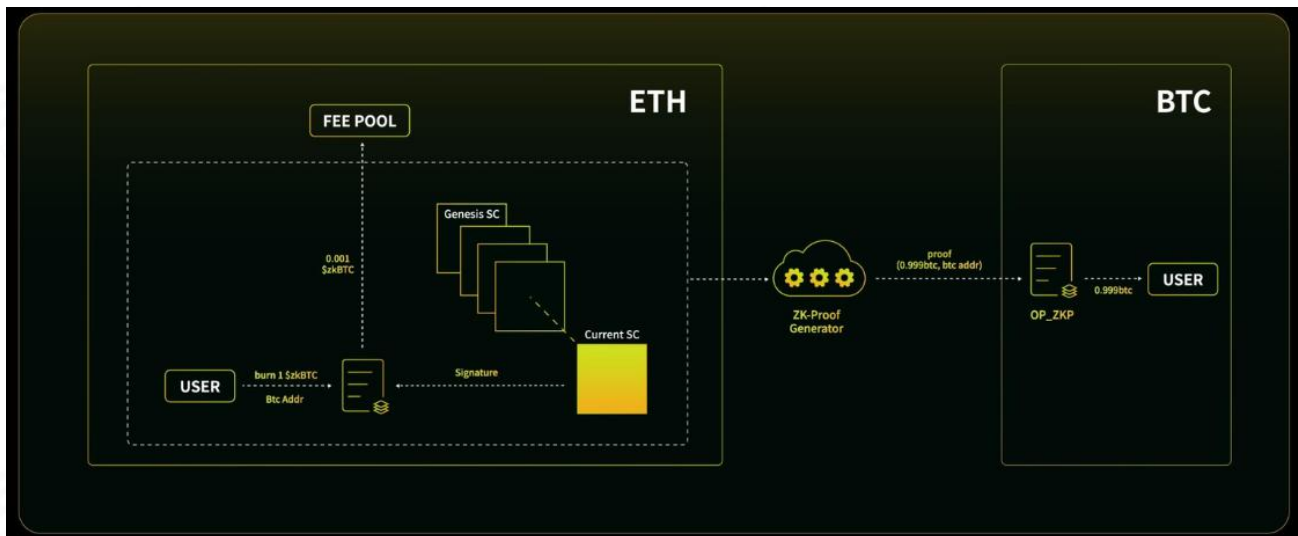 ETH
BTC
FEE POOL
Genesis SC
0.001
$zkBTC
proof
(0.999btc, btc addr)
0.999btc
USER
OP_ZKP
ZK-Proof
Generator
Current SC
USER
burn 1 $zkBTC
Btc Addr
Signature